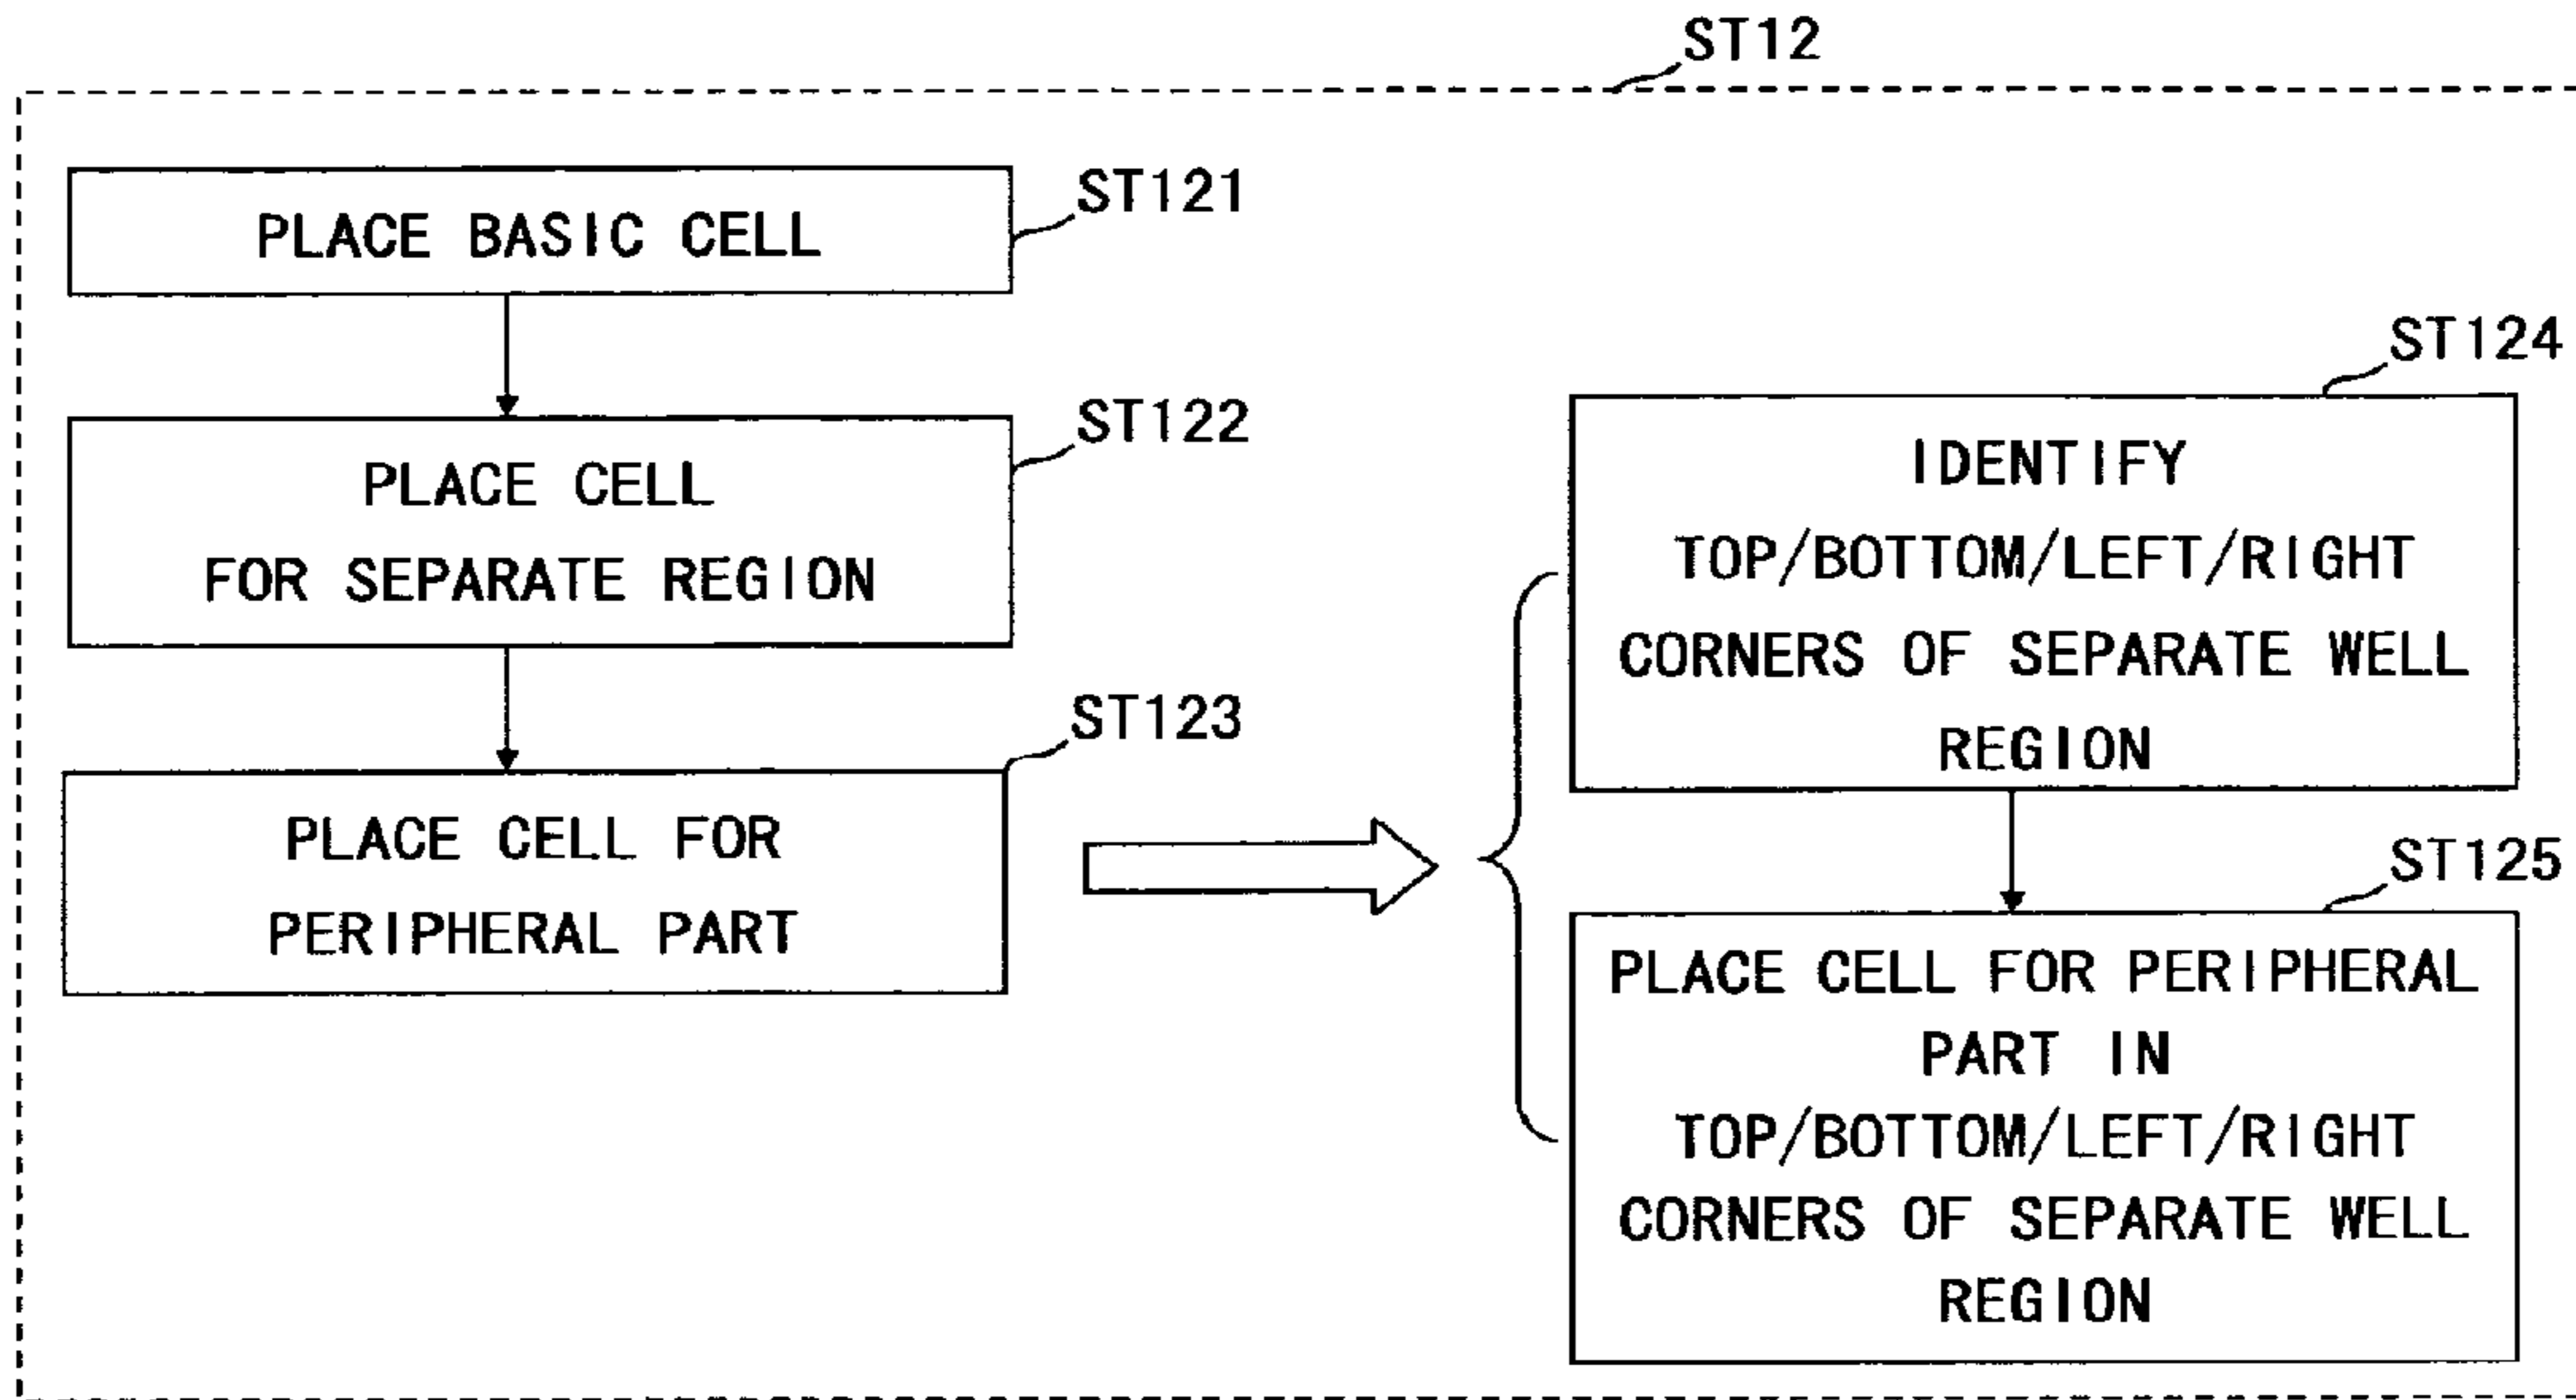 ST12
ST121
PLACE BASIC CELL
ST122
PLACE CELL
FOR SEPARATE REGION
ST123
PLACE CELL FOR
PERIPHERAL PART
ST124
IDENTIFY
TOP/BOTTOM/LEFT/RIGHT
CORNERS OF SEPARATE WELL
REGION
ST125
PLACE CELL FOR PERIPHERAL
PART IN
TOP/BOTTOM/LEFT/RIGHT
CORNERS OF SEPARATE WELL
REGION